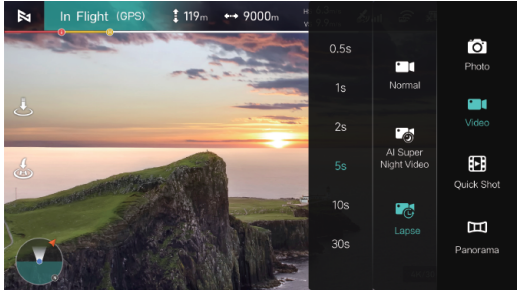 In Flight (GPS) 119m 9000m
0.5s
1s
2s
5s
10s
30s
Normal
AI Super
Night Video
Lapse
Photo
Video
Quick Shot
Panorama